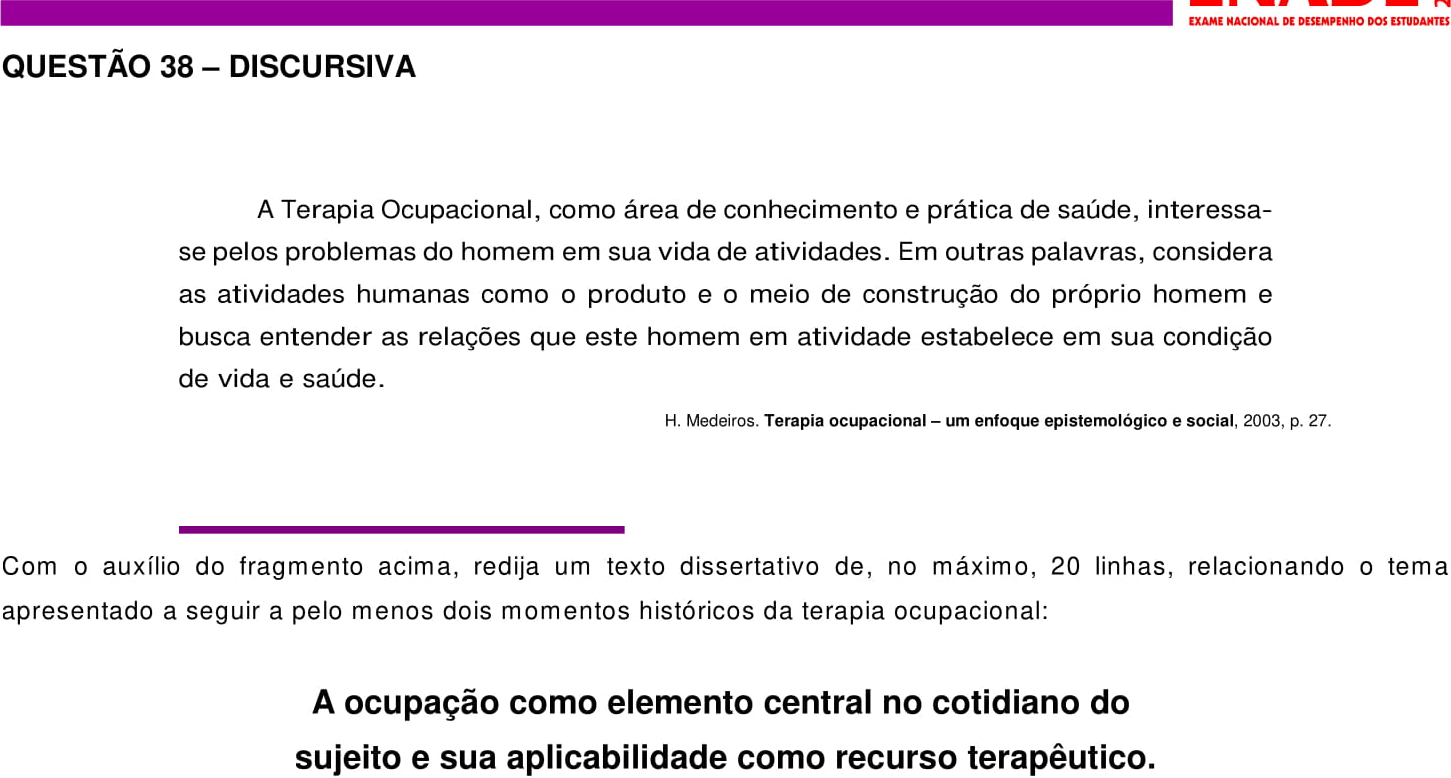 EXAME NACIONAL DE DESEMPENHO DOS ESTUDANTES
QUESTÃO 38 – DISCURSIVA
A Terapia Ocupacional, como área de conhecimento e prática de saúde, interessa-
se pelos problemas do homem em sua vida de atividades. Em outras palavras, considera
as atividades humanas como o produto e o meio de construção do próprio homem e
busca entender as relações que este homem em atividade estabelece em sua condição
de vida e saúde.
H. Medeiros. Terapia ocupacional – um enfoque epistemológico e social, 2003, p. 27.
Com o auxílio do fragmento acima, redija um texto dissertativo de, no máximo, 20 linhas, relacionando o tema
apresentado a seguir a pelo menos dois momentos históricos da terapia ocupacional:
A ocupação como elemento central no cotidiano do
sujeito e sua aplicabilidade como recurso terapêutico.